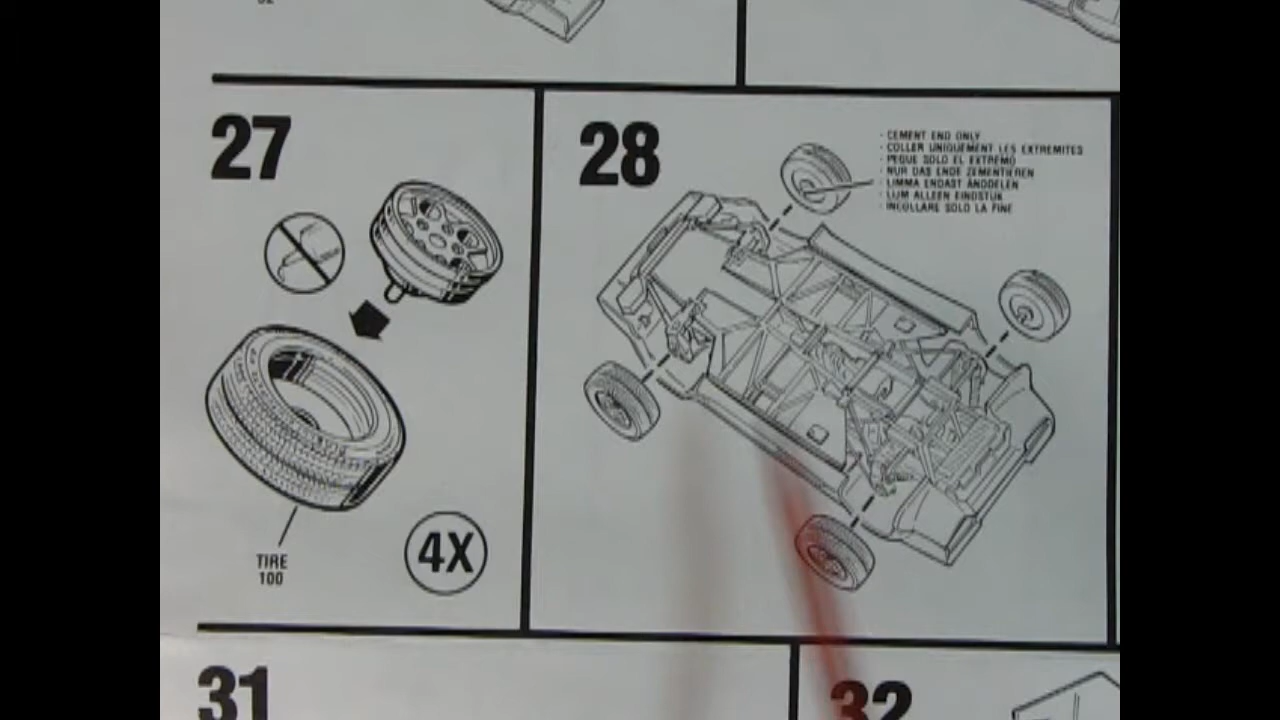 27
28
- CEMENT END ONLY
- COLLER UNIQUEMENT LES EXTREMITES
- PEGUE SOLO EL EXTREMO
- NUR DAS ENDE ZEMENTIEREN
- LIMMA ENDAST ÄNDDELEN
- LIJM ALLEEN EINDSTUK
- INCOLLARE SOLO LA FINE
TIRE
100
4X
31
32